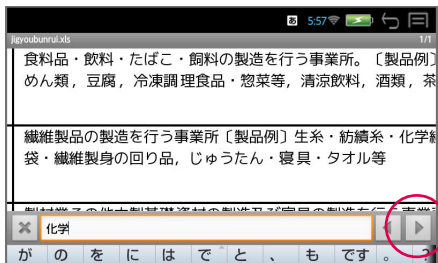 あ 5:57
jigyoubunrui.xls 1/1
食料品・飲料・たばこ・飼料の製造を行う事業所。〔製品例〕
めん類，豆腐，冷凍調理食品・惣菜等，清涼飲料，酒類，茶
繊維製品の製造を行う事業所〔製品例〕生糸・紡績糸・化学繊
袋・繊維製身の回り品，じゅうたん・寝具・タオル等
化学
が の を に は で と 、 も です 。 ?